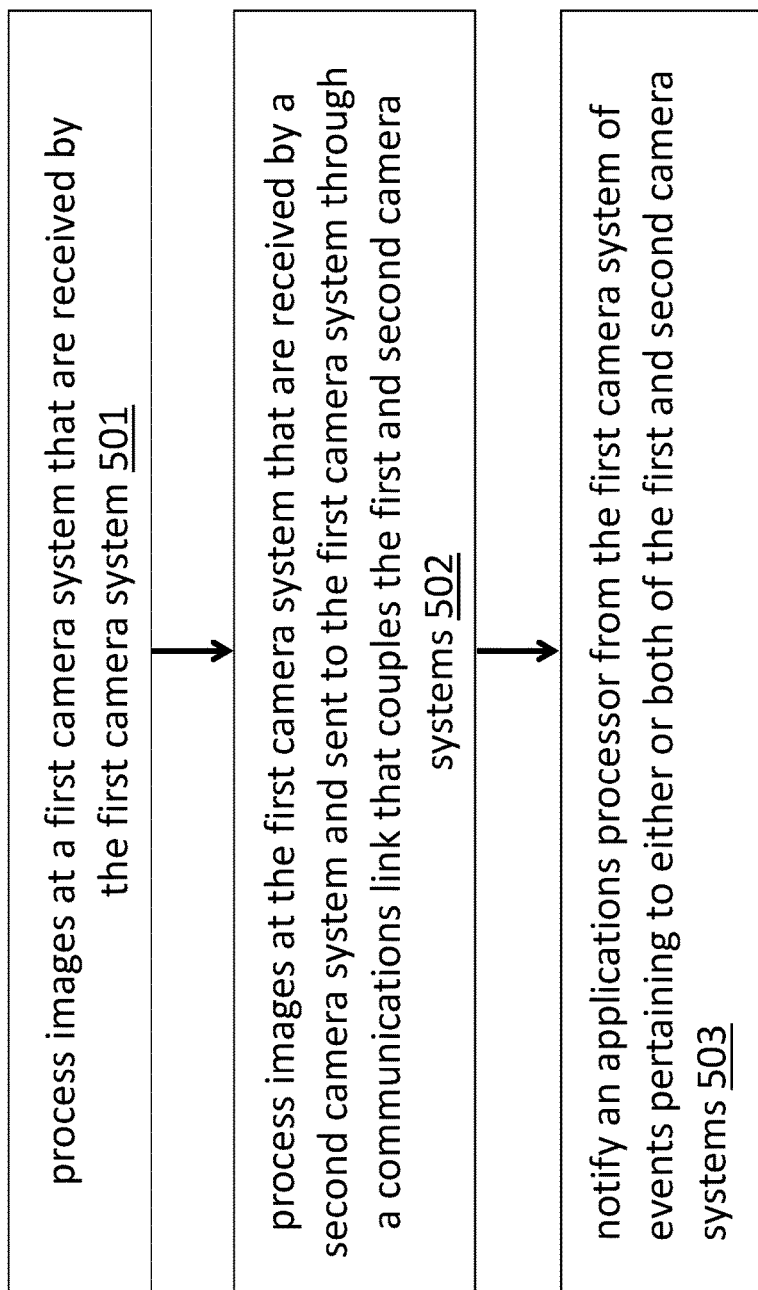 process images at a first camera system that are received by
the first camera system 501
process images at the first camera system that are received by a
second camera system and sent to the first camera system through
a communications link that couples the first and second camera
systems 502
notify an applications processor from the first camera system of
events pertaining to either or both of the first and second camera
systems 503